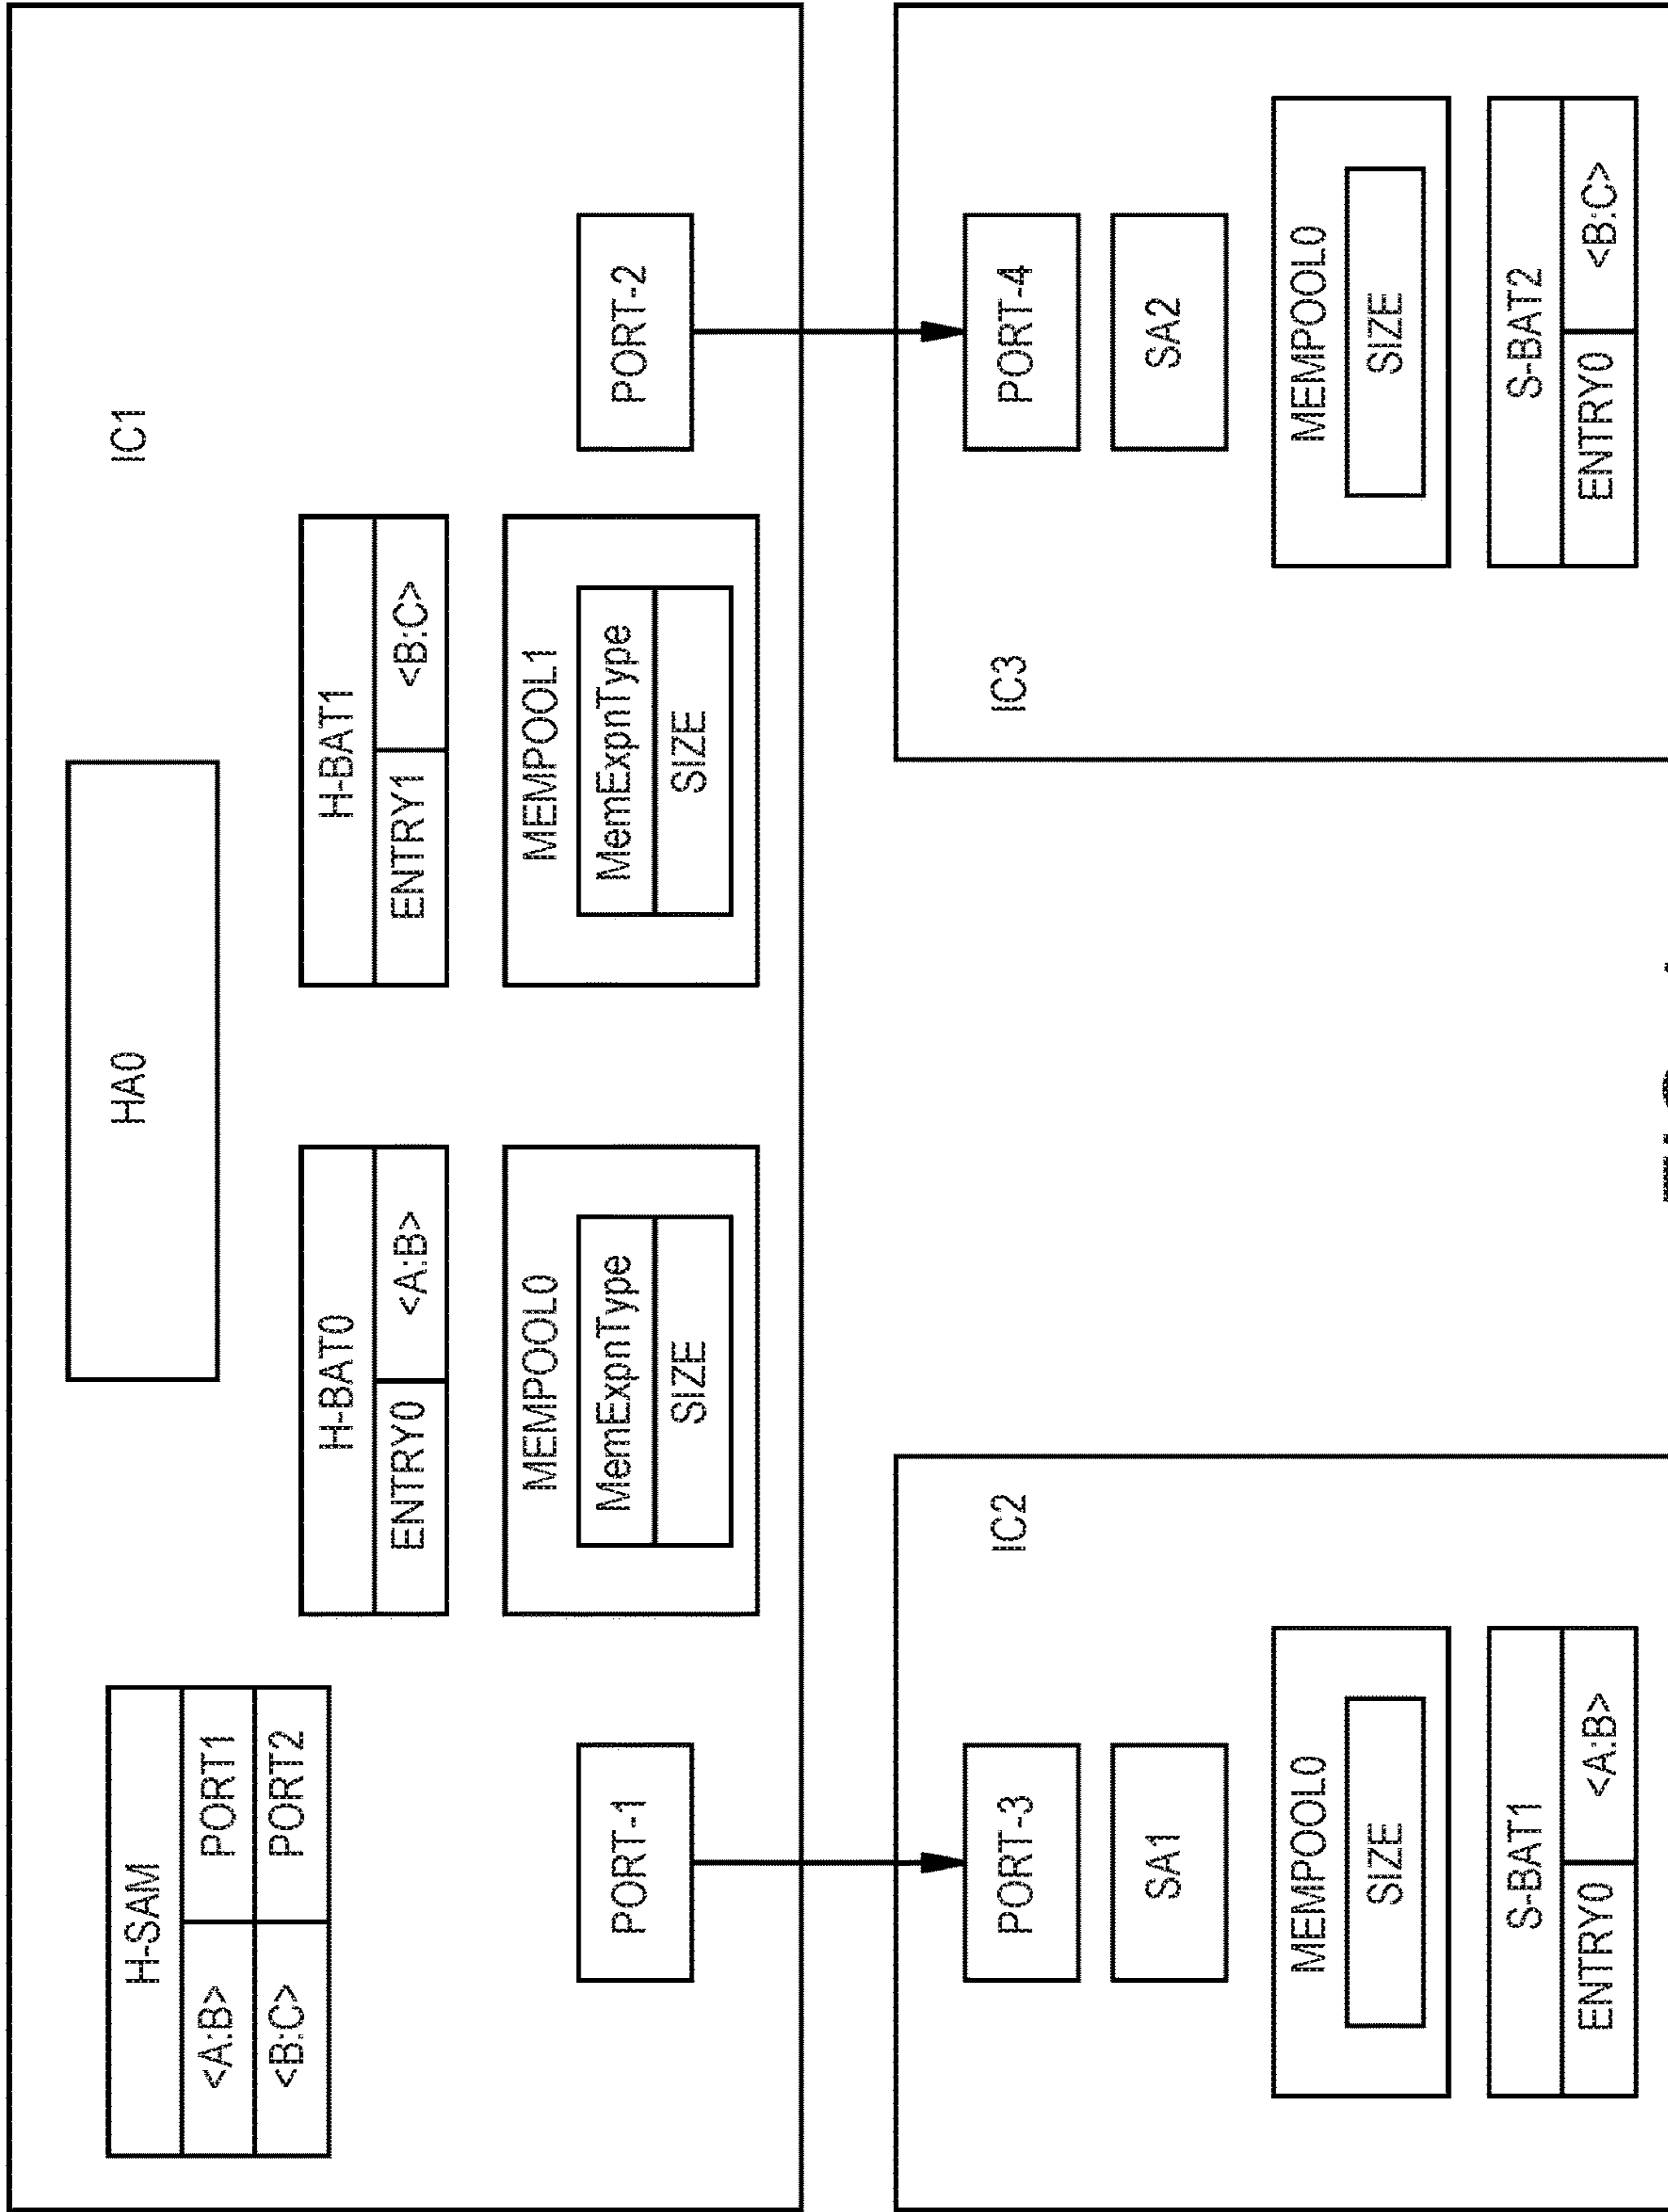 IC1
HA0
H-SAM
<A:B> PORT1
<B:C> PORT2
H-BAT0
ENTRY0 <A:B>
H-BAT1
ENTRY1 <B:C>
MEMPOOL0
MemExpnType
SIZE
MEMPOOL1
MemExpnType
SIZE
PORT-1
PORT-2
IC2
PORT-3
SA1
MEMPOOL0
SIZE
S-BAT1
ENTRY0 <A:B>
IC3
PORT-4
SA2
MEMPOOL0
SIZE
S-BAT2
ENTRY0 <B:C>